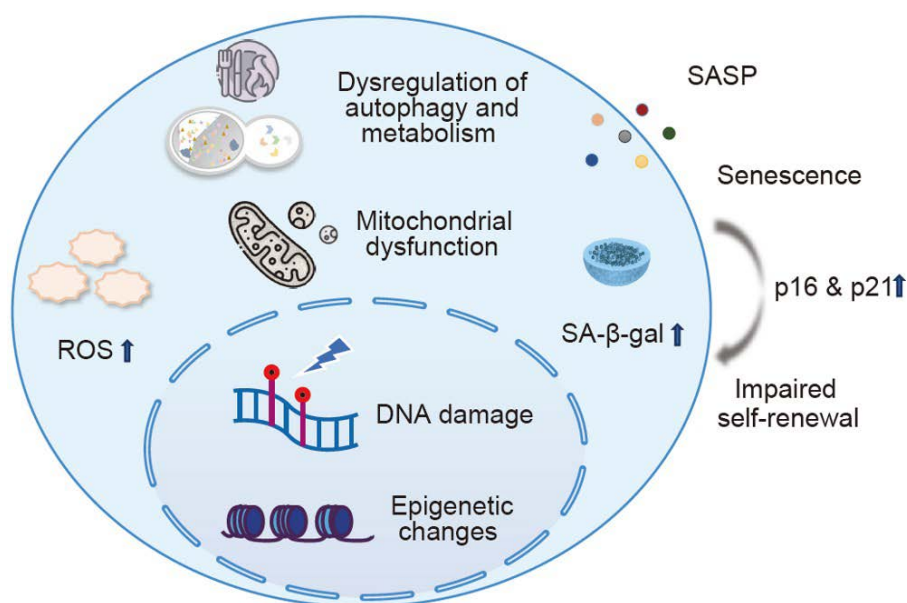 Dysregulation of
autophagy and
metabolism
SASP
Senescence
Mitochondrial
dysfunction
p16 & p21
ROS
SA-β-gal
DNA damage
Impaired
self-renewal
Epigenetic
changes